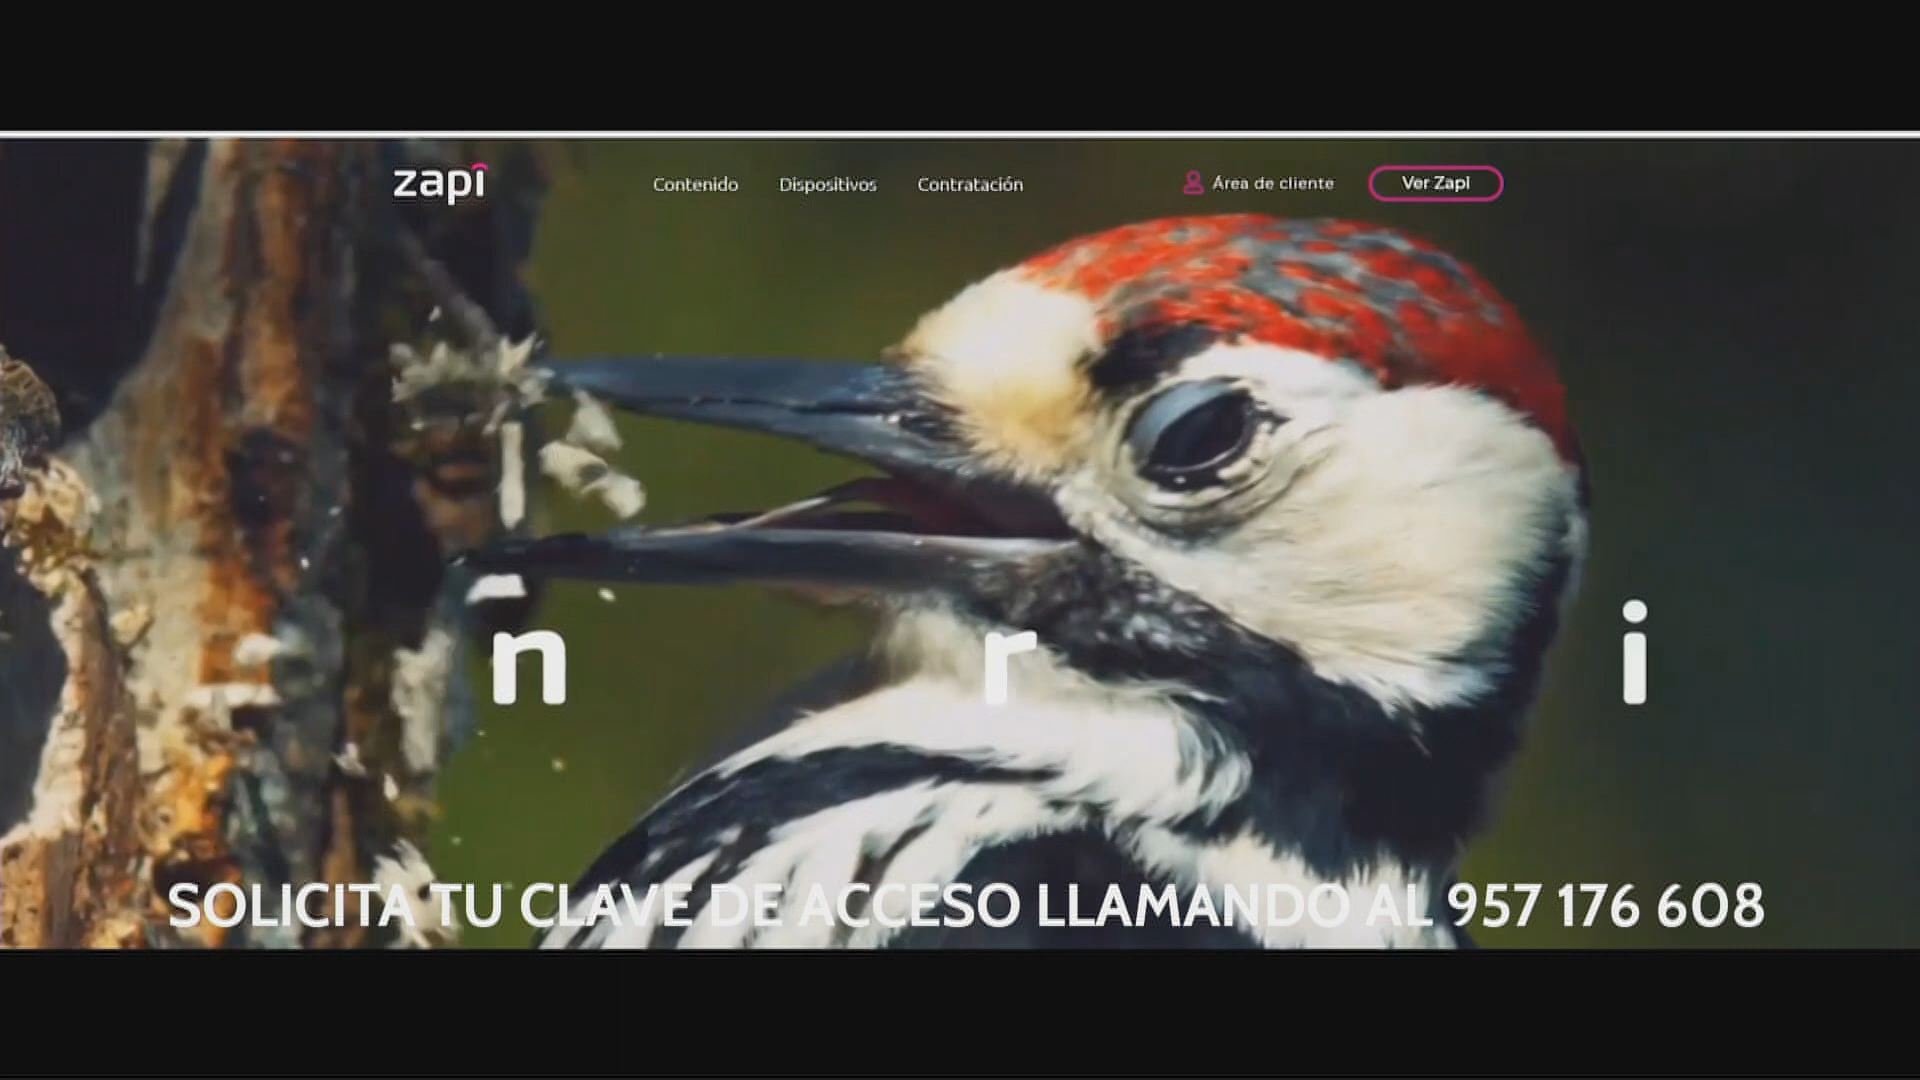 zapi
Contenido Dispositivos Contratación Área de cliente Ver Zapi
n r i
SOLICITA TU CLAVE DE ACCESO LLAMANDO AL 957 176 608